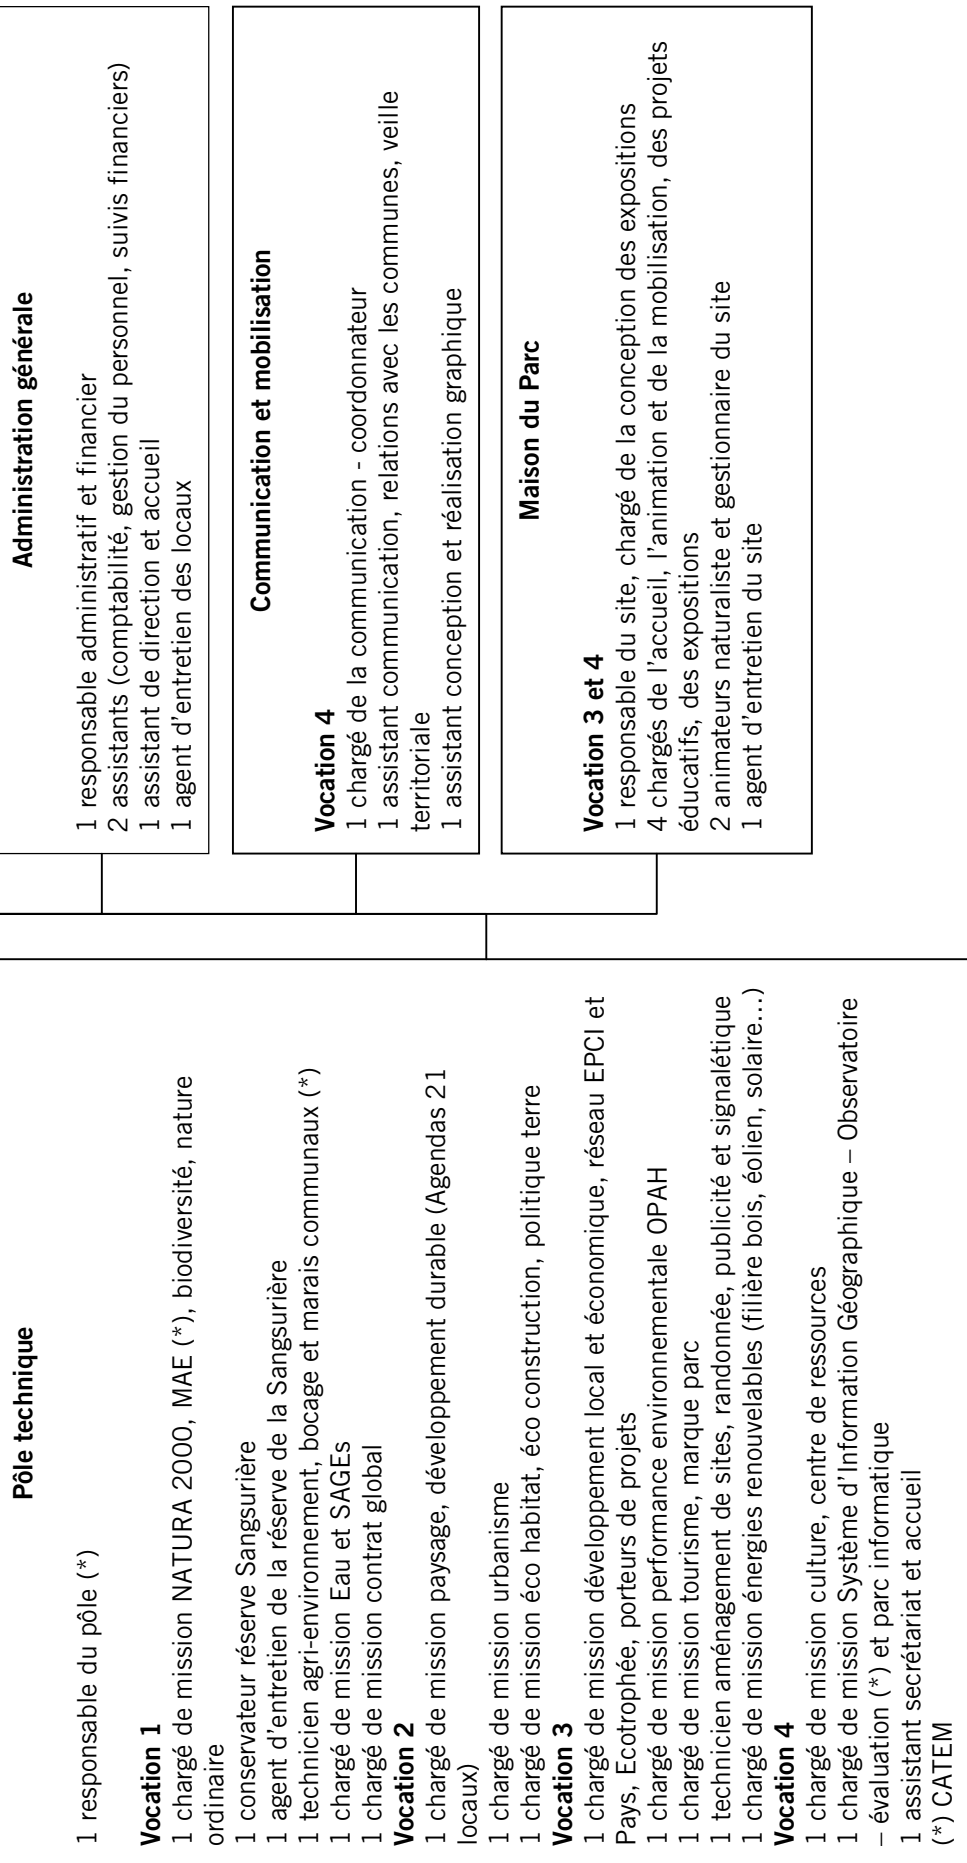 Pôle technique
1 responsable du pôle (*)
Vocation 1
1 chargé de mission NATURA 2000, MAE (*), biodiversité, nature
ordinaire
1 conservateur réserve Sangsurière
1 agent d'entretien de la réserve de la Sangsurière
1 technicien agri-environnement, bocage et marais communaux (*)
1 chargé de mission Eau et SAGEs
1 chargé de mission contrat global
Vocation 2
1 chargé de mission paysage, développement durable (Agendas 21
locaux)
1 chargé de mission urbanisme
1 chargé de mission éco habitat, éco construction, politique terre
Vocation 3
1 chargé de mission développement local et économique, réseau EPCI et
Pays, Ecotrophée, porteurs de projets
1 chargé de mission performance environnementale OPAH
1 chargé de mission tourisme, marque parc
1 technicien aménagement de sites, randonnée, publicité et signalétique
1 chargé de mission énergies renouvelables (filière bois, éolien, solaire…)
Vocation 4
1 chargé de mission culture, centre de ressources
1 chargé de mission Système d'Information Géographique – Observatoire
– évaluation (*) et parc informatique
1 assistant secrétariat et accueil
(*) CATEM
Administration générale
1 responsable administratif et financier
2 assistants (comptabilité, gestion du personnel, suivis financiers)
1 assistant de direction et accueil
1 agent d'entretien des locaux
Communication et mobilisation
Vocation 4
1 chargé de la communication - coordonnateur
1 assistant communication, relations avec les communes, veille
territoriale
1 assistant conception et réalisation graphique
Maison du Parc
Vocation 3 et 4
1 responsable du site, chargé de la conception des expositions
4 chargés de l'accueil, l'animation et de la mobilisation, des projets
éducatifs, des expositions
2 animateurs naturaliste et gestionnaire du site
1 agent d'entretien du site